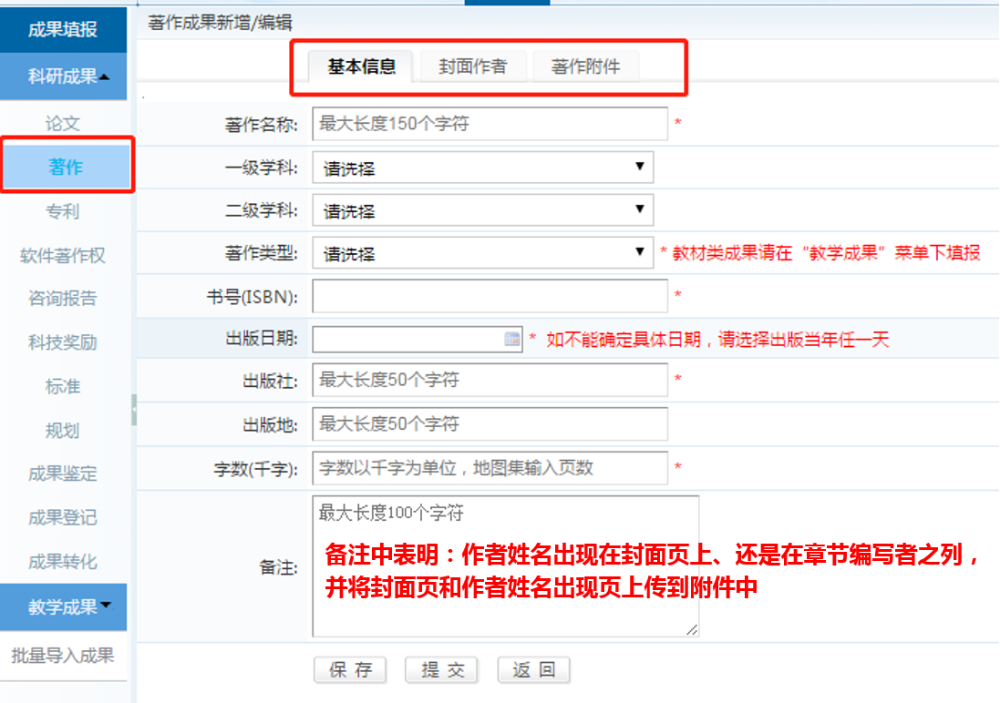 成果填报
科研成果
论文
著作
专利
软件著作权
咨询报告
科技奖励
标准
规划
成果鉴定
成果登记
成果转化
教学成果
批量导入成果
著作成果新增/编辑
基本信息 封面作者 著作附件
著作名称: 最大长度150个字符 *
一级学科: 请选择
二级学科: 请选择
著作类型: 请选择 * 教材类成果请在“教学成果”菜单下填报
书号(ISBN): *
出版日期: * 如不能确定具体日期，请选择出版当年任一天
出版社: 最大长度50个字符 *
出版地: 最大长度50个字符
字数(千字): 字数以千字为单位，地图集输入页数 *
备注: 最大长度100个字符
备注中表明：作者姓名出现在封面页上、还是在章节编写者之列，
并将封面页和作者姓名出现页上传到附件中
保 存 提 交 返 回